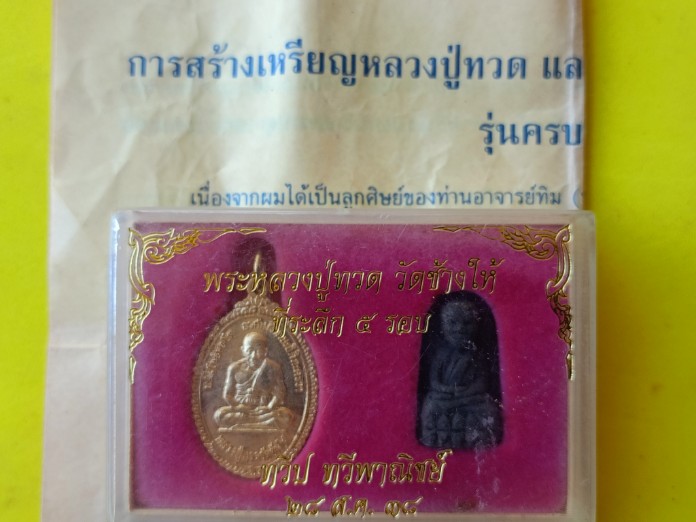 การสร้างเหรียญหลวงปู่ทวด แล
รุ่นครบ
เนื่องจากผมได้เป็นลูกศิษย์ของท่านอาจารย์ทิม
พระหลวงปู่ทวด วัดช้างให้
ที่ระลึก ๕ รอบ
ทวีป ทวีพาณิชย์
๒๘ ส.ค. ๓๘